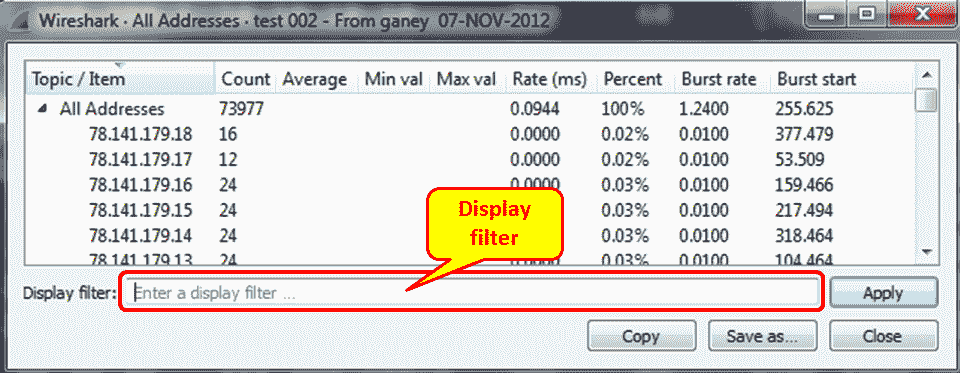 Wireshark · All Addresses · test 002 - From ganey 07-NOV-2012
Topic / Item Count Average Min val Max val Rate (ms) Percent Burst rate Burst start
All Addresses 73977 0.0944 100% 1.2400 255.625
78.141.179.18 16 0.0000 0.02% 0.0100 377.479
78.141.179.17 12 0.0000 0.02% 0.0100 53.509
78.141.179.16 24 0.0000 0.03% 0.0100 159.466
78.141.179.15 24 0.03% 0.0100 217.494
78.141.179.14 24 0.03% 0.0100 318.464
78.141.179.13 24 0.03% 0.0100 104.464
Display
filter
Display filter: Enter a display filter ... Apply
Copy Save as... Close